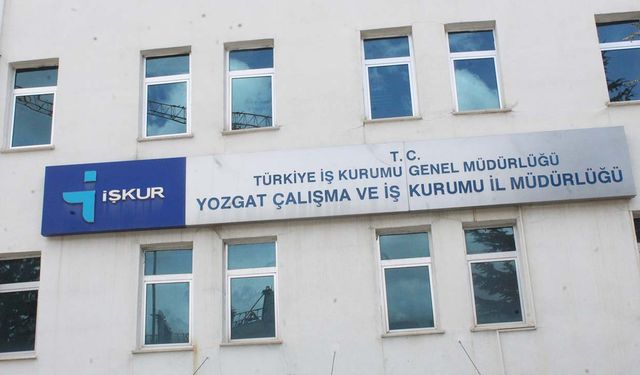 İŞKUR
T. C.
TÜRKİYE İŞ KURUMU GENEL MÜDÜRLÜĞÜ
YOZGAT ÇALIŞMA VE İŞ KURUMU İL MÜDÜRLÜĞÜ